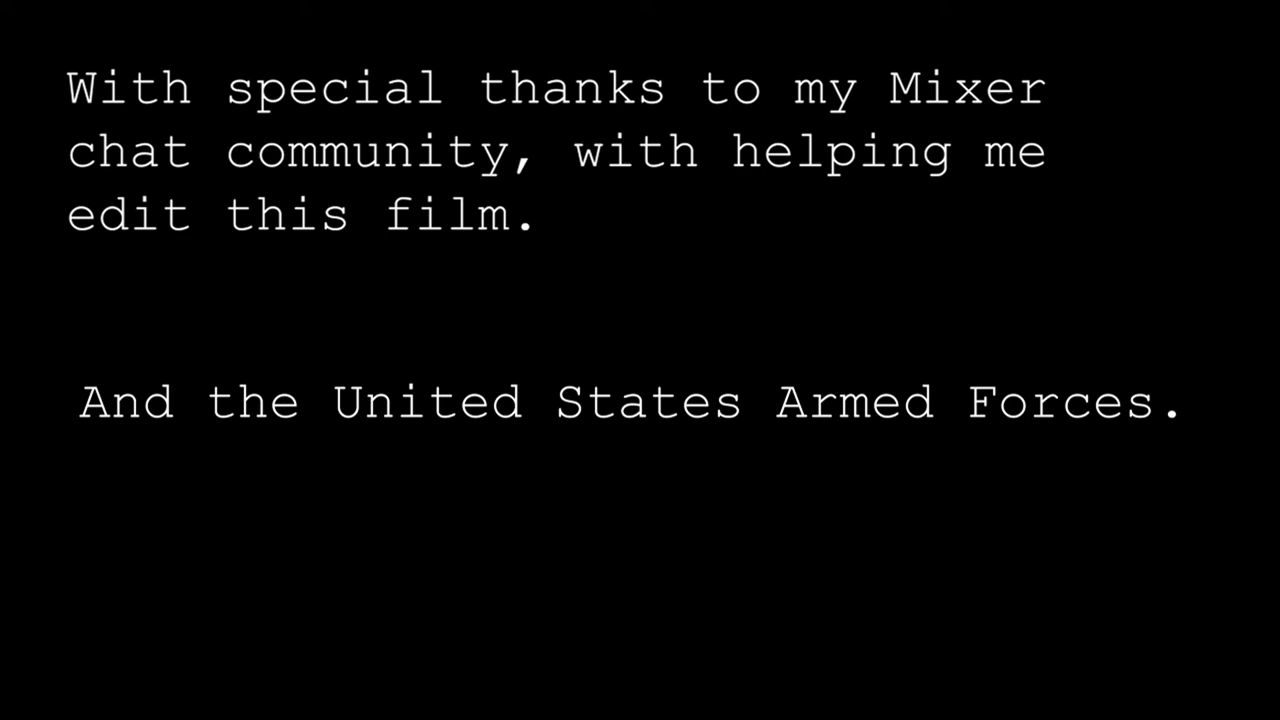 With special thanks to my Mixer
chat community, with helping me
edit this film.
And the United States Armed Forces.